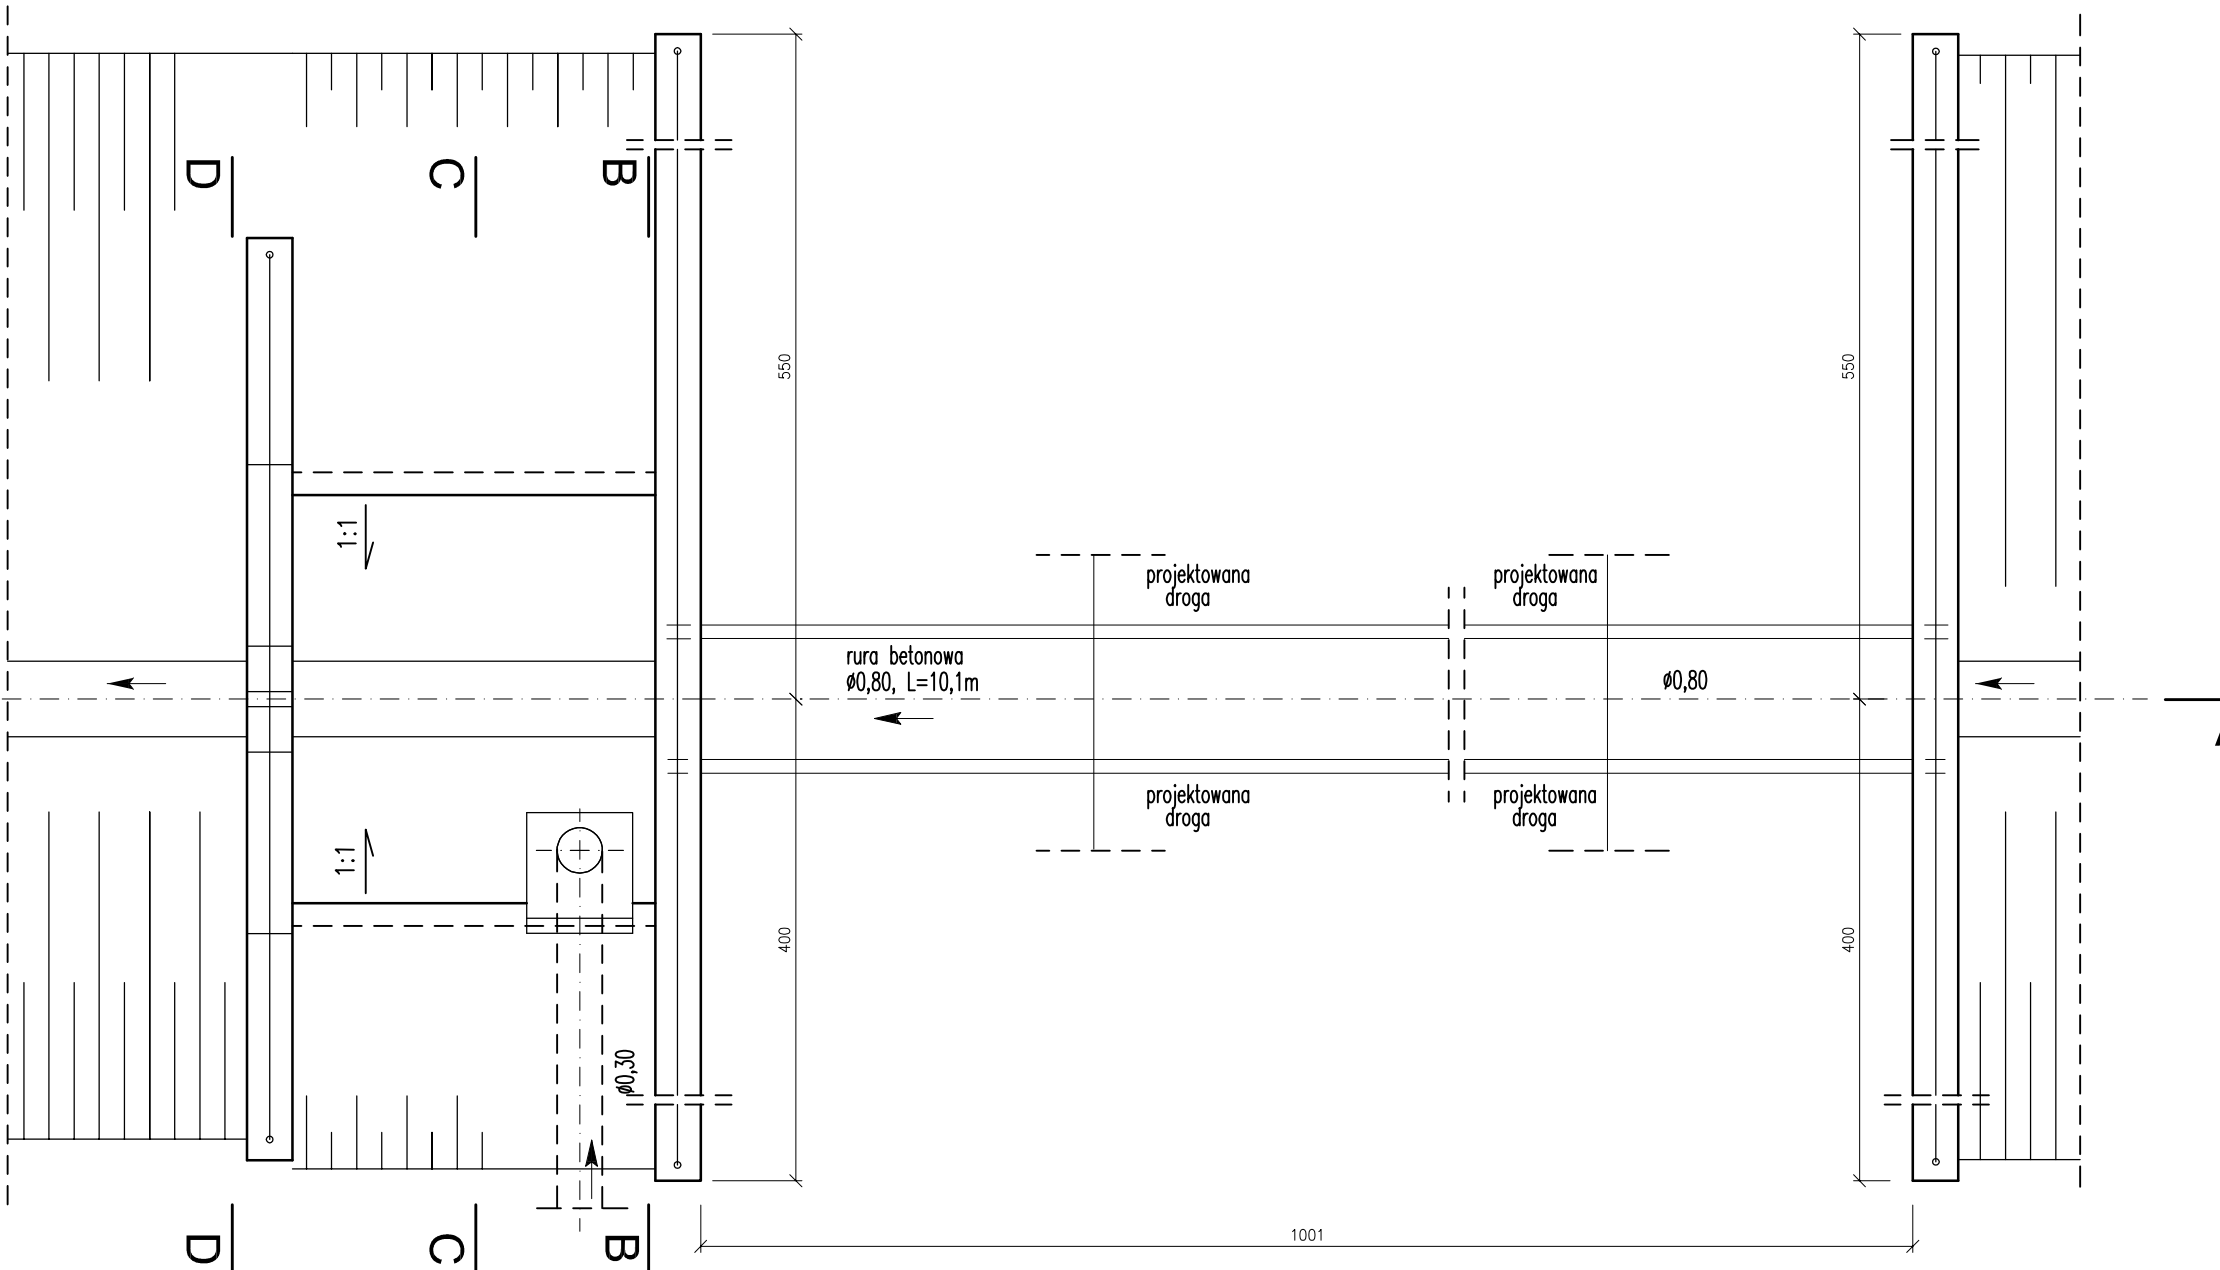 D
C
B
550
550
1:1
projektowana
droga
projektowana
droga
rura betonowa
ø0,80, L=10,1m
ø0,80
projektowana
droga
projektowana
droga
1:1
400
400
ø0,30
D
C
B
1001